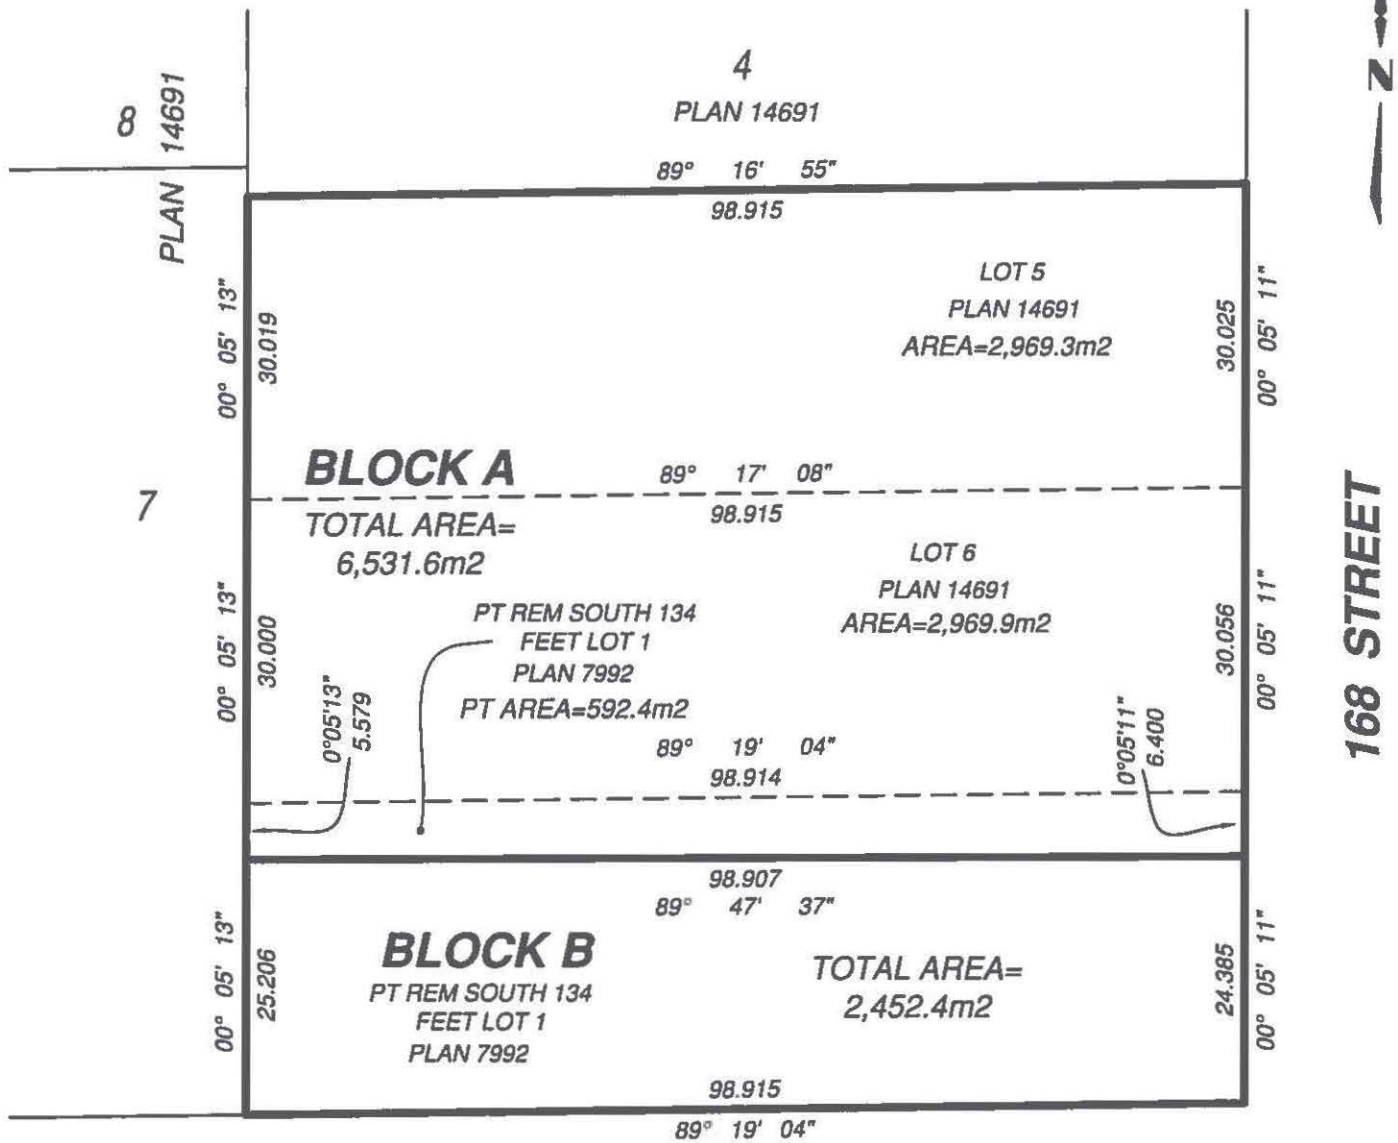 4
PLAN 14691
8
PLAN 14691
N
89° 16' 55"
98.915
LOT 5
PLAN 14691
AREA=2,969.3m2
00° 05' 13"
30.019
30.025
00° 05' 11"
BLOCK A
TOTAL AREA=
6,531.6m2
89° 17' 08"
98.915
7
LOT 6
PLAN 14691
AREA=2,969.9m2
PT REM SOUTH 134
FEET LOT 1
PLAN 7992
PT AREA=592.4m2
00° 05' 13"
30.000
30.056
00° 05' 11"
168 STREET
0°05'13"
5.579
89° 19' 04"
98.914
0°05'11"
6.400
98.907
89° 47' 37"
BLOCK B
PT REM SOUTH 134
FEET LOT 1
PLAN 7992
TOTAL AREA=
2,452.4m2
00° 05' 13"
25.206
24.385
00° 05' 11"
98.915
89° 19' 04"